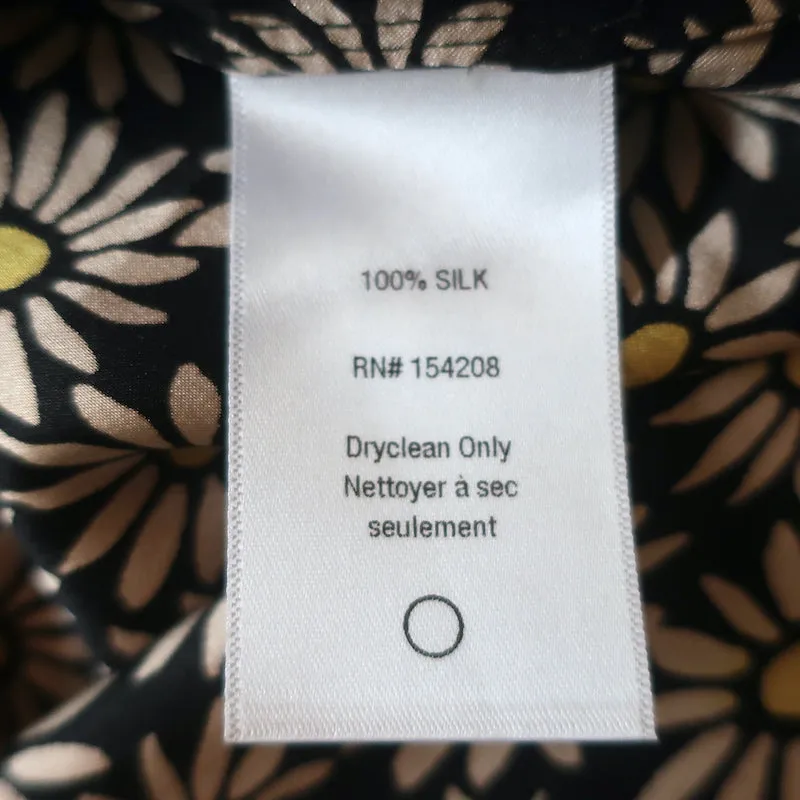 100% SILK
RN# 154208
Dryclean Only
Nettoyer à sec
seulement